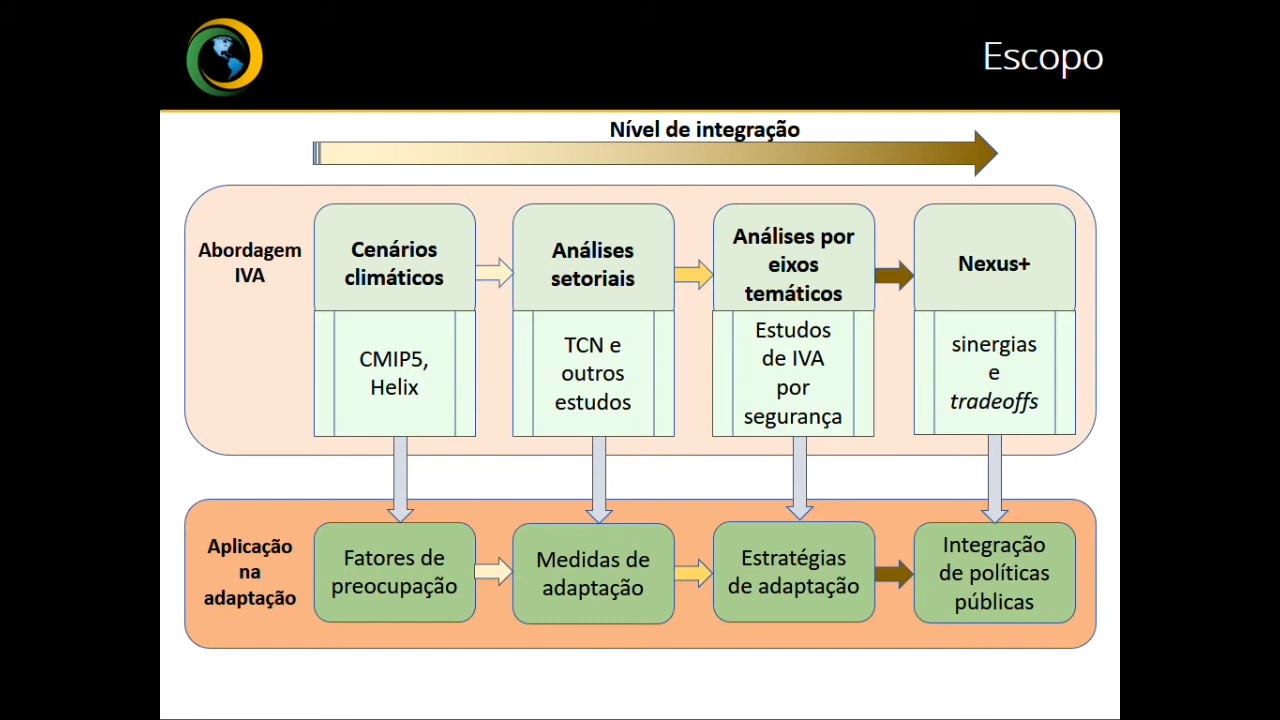 Escopo
Nível de integração
Abordagem
IVA
Cenários
climáticos
Análises
setoriais
Análises por
eixos
temáticos
Nexus+
CMIP5,
Helix
TCN e
outros
estudos
Estudos
de IVA
por
segurança
sinergias
e
tradeoffs
Aplicação
na
adaptação
Fatores de
preocupação
Medidas de
adaptação
Estratégias
de adaptação
Integração
de políticas
públicas